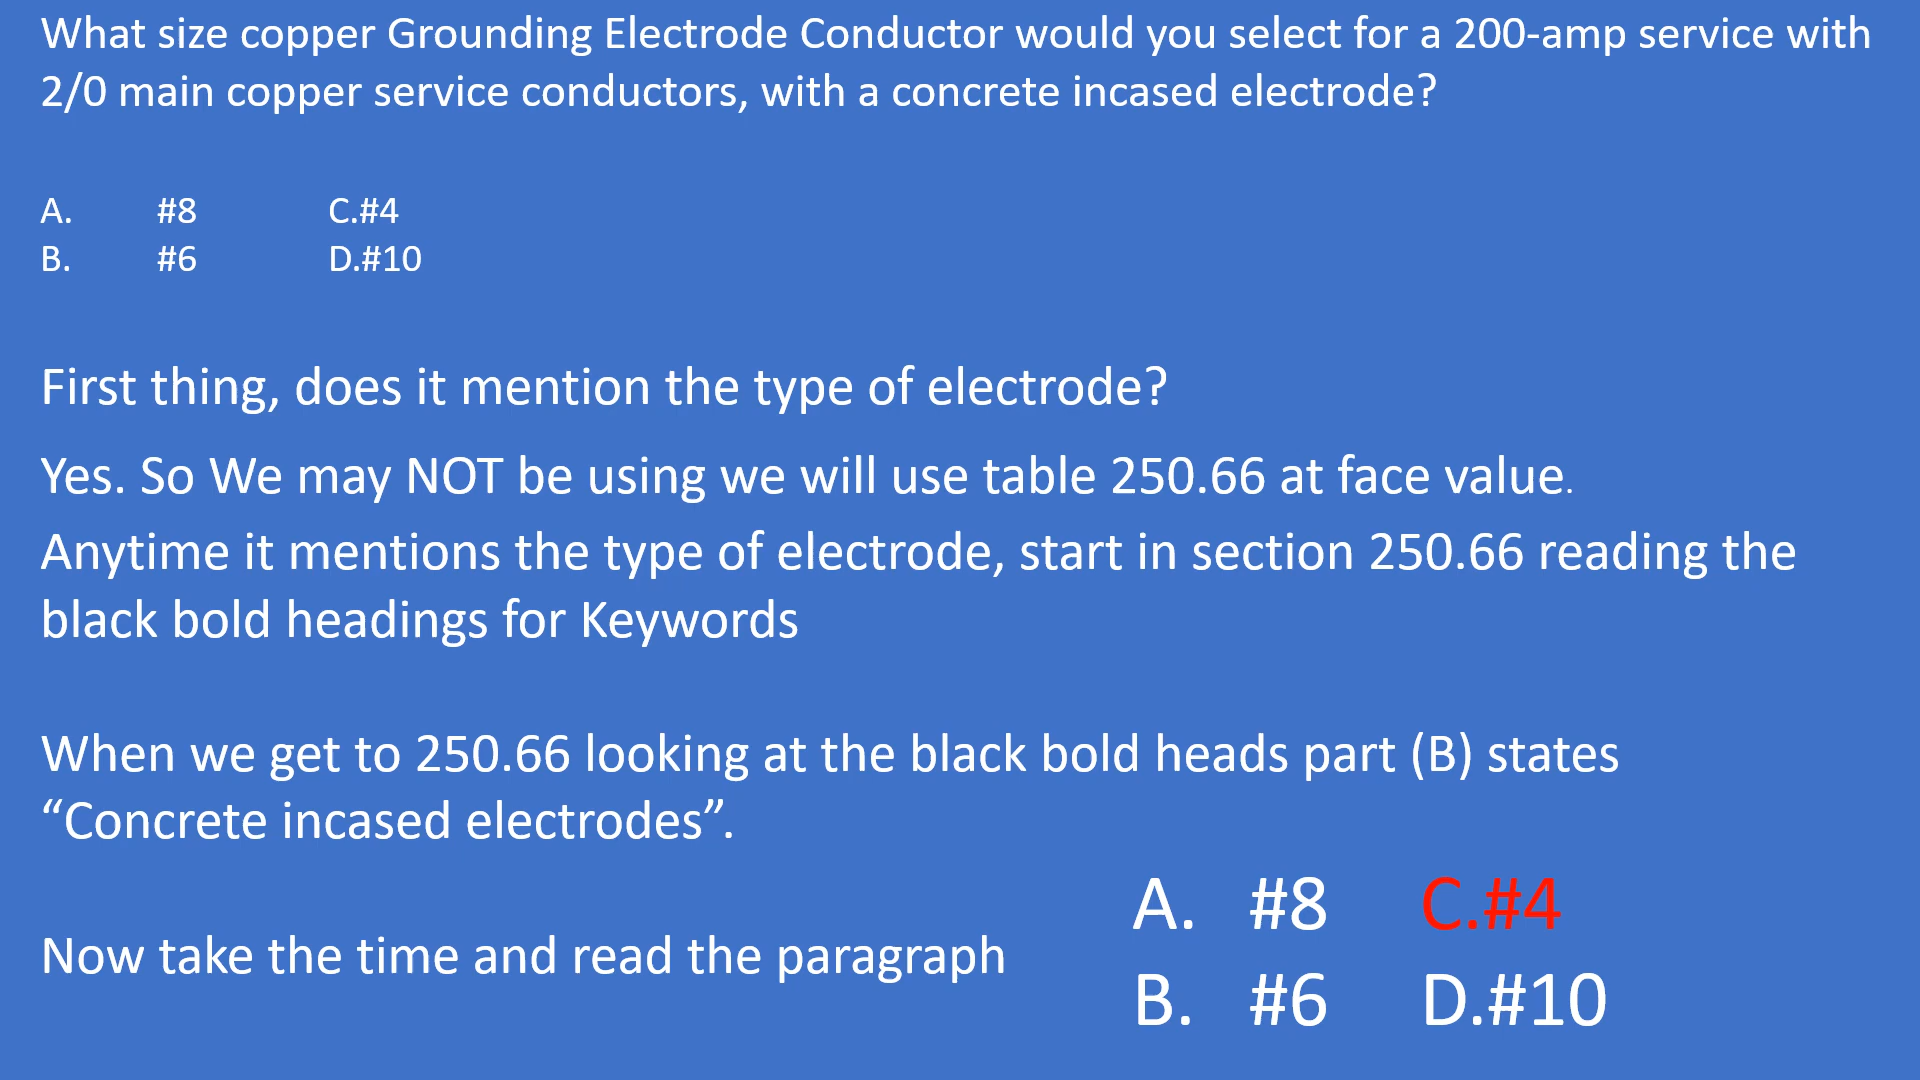 What size copper Grounding Electrode Conductor would you select for a 200-amp service with
2/0 main copper service conductors, with a concrete incased electrode?
A. #8 C.#4
B. #6 D.#10
First thing, does it mention the type of electrode?
Yes. So We may NOT be using we will use table 250.66 at face value.
Anytime it mentions the type of electrode, start in section 250.66 reading the
black bold headings for Keywords
When we get to 250.66 looking at the black bold heads part (B) states
“Concrete incased electrodes”.
Now take the time and read the paragraph
A. #8 C.#4
B. #6 D.#10